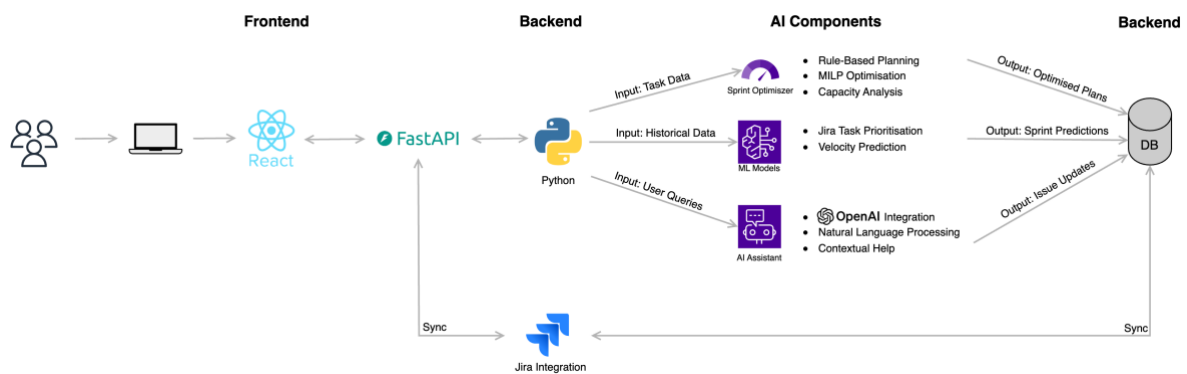 Frontend
Backend
AI Components
Backend
React
FastAPI
Python
Input: Task Data
Input: Historical Data
Input: User Queries
Sprint Optimiszer
• Rule-Based Planning
• MILP Optimisation
• Capacity Analysis
ML Models
• Jira Task Prioritisation
• Velocity Prediction
AI Assistant
• OpenAI Integration
• Natural Language Processing
• Contextual Help
Output: Optimised Plans
Output: Sprint Predictions
Output: Issue Updates
DB
Sync
Jira Integration
Sync